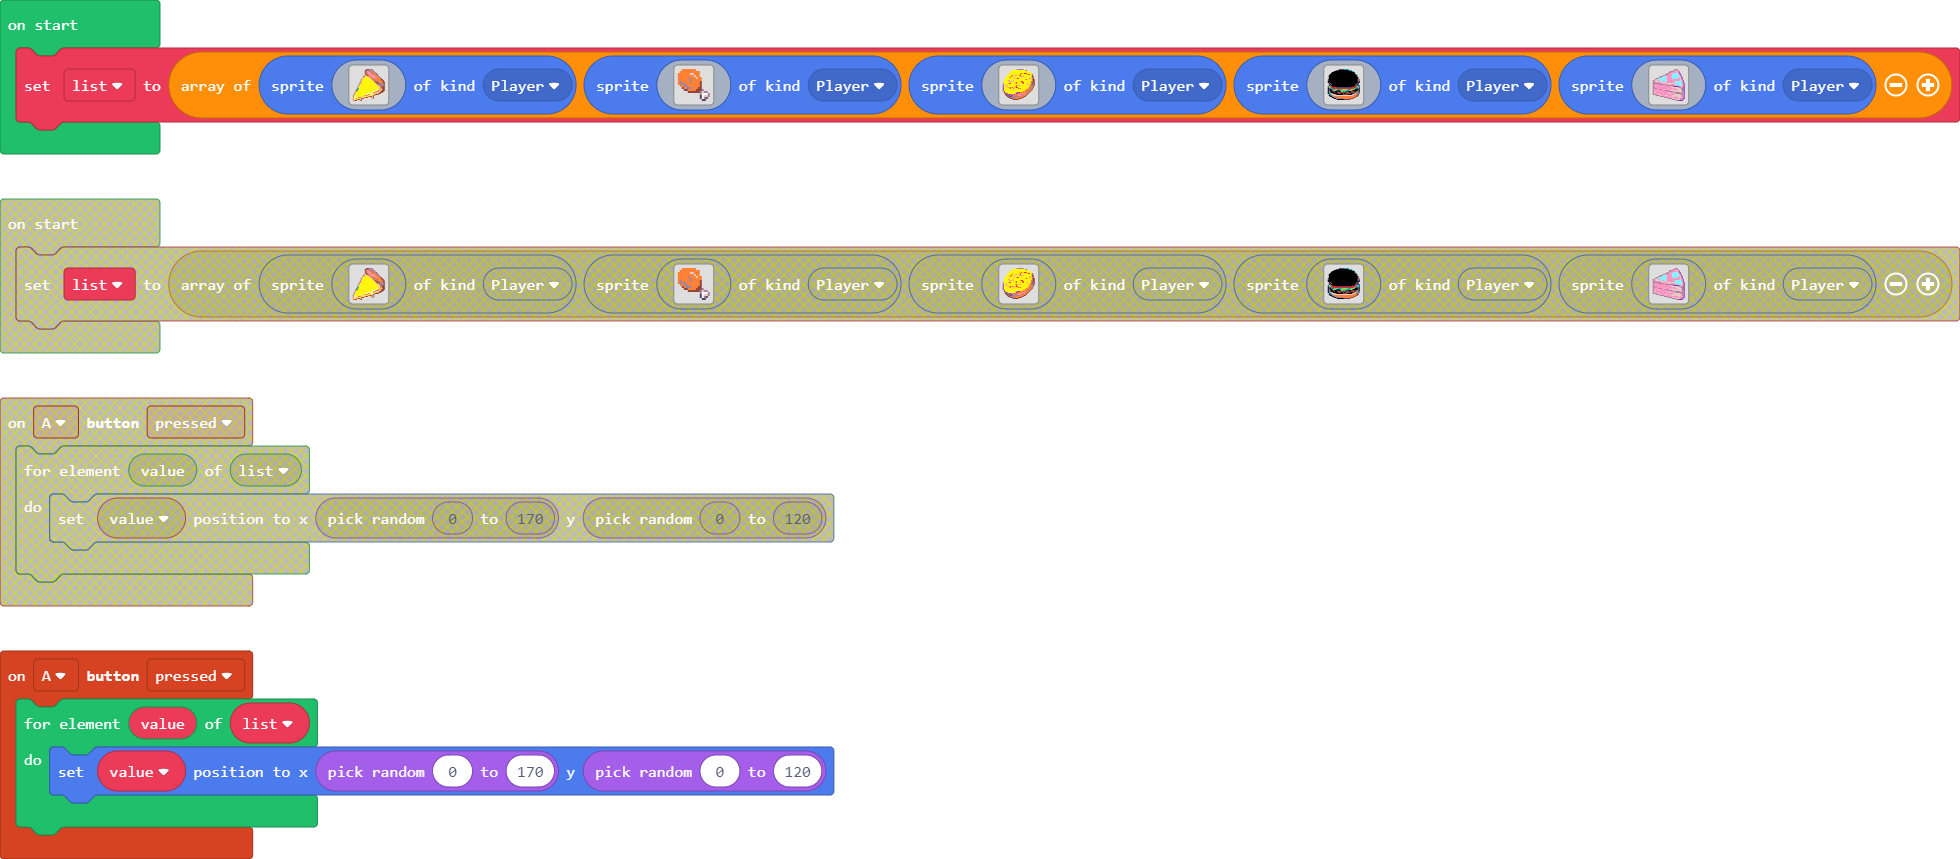 on start
set list to array of sprite of kind Player sprite of kind Player sprite of kind Player sprite of kind Player sprite of kind Player
on start
set list to array of sprite of kind Player sprite of kind Player sprite of kind Player sprite of kind Player sprite of kind Player
on A button pressed
for element value of list
do
set value position to x pick random 0 to 170 y pick random 0 to 120
on A button pressed
for element value of list
do
set value position to x pick random 0 to 170 y pick random 0 to 120